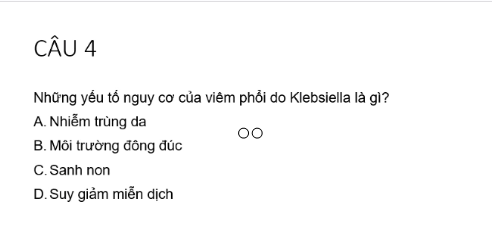 CÂU 4
Những yếu tố nguy cơ của viêm phổi do Klebsiella là gì?
A. Nhiễm trùng da
B. Môi trường đông đúc
C. Sanh non
D. Suy giảm miễn dịch